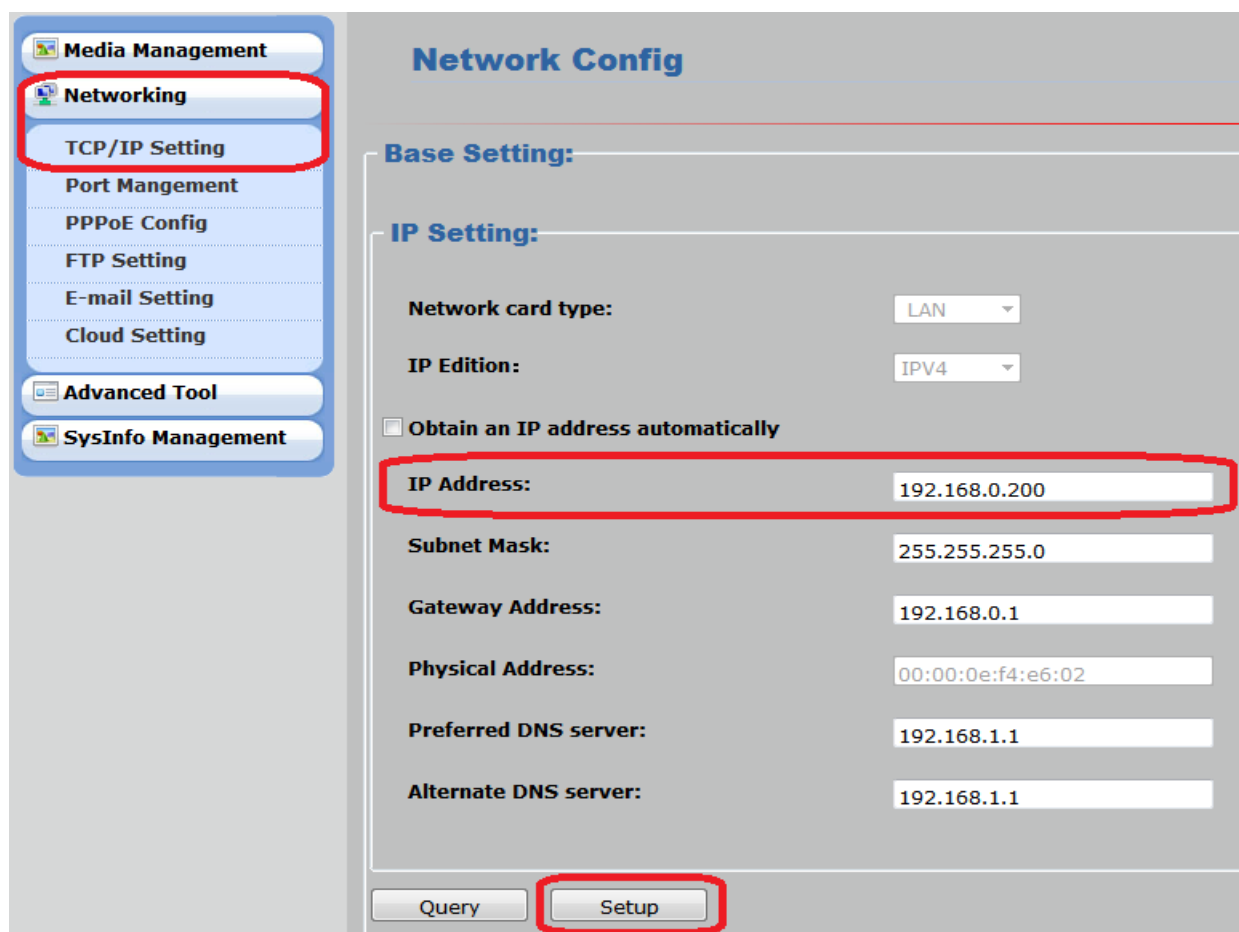 Media Management
Networking
TCP/IP Setting
Port Mangement
PPPoE Config
FTP Setting
E-mail Setting
Cloud Setting
Advanced Tool
SysInfo Management
Network Config
Base Setting:
IP Setting:
Network card type: LAN
IP Edition: IPV4
Obtain an IP address automatically
IP Address: 192.168.0.200
Subnet Mask: 255.255.255.0
Gateway Address: 192.168.0.1
Physical Address: 00:00:0e:f4:e6:02
Preferred DNS server: 192.168.1.1
Alternate DNS server: 192.168.1.1
Query Setup